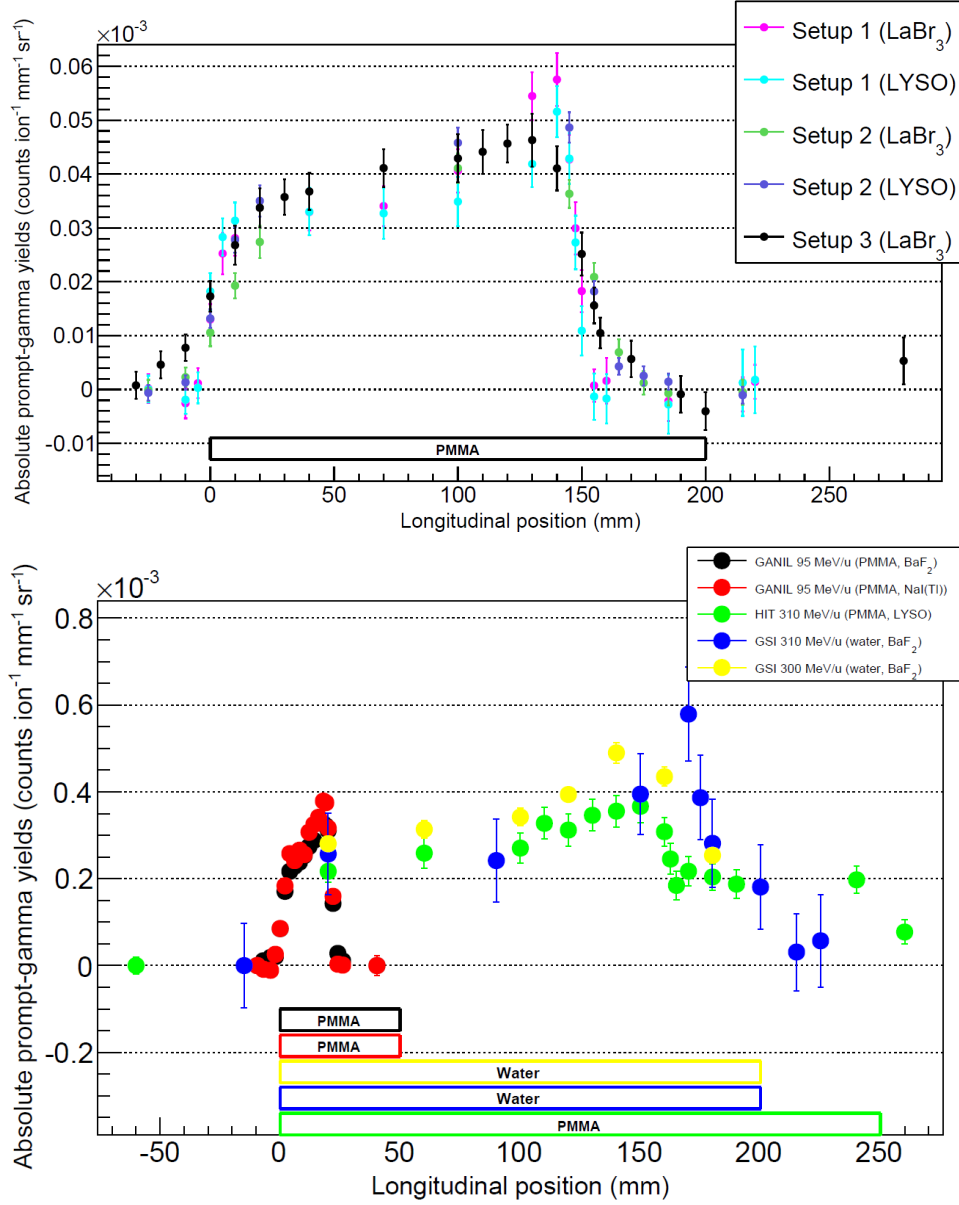 ×10⁻³
Absolute prompt-gamma yields (counts ion⁻¹ mm⁻¹ sr⁻¹)
0.06
0.05
0.04
0.03
0.02
0.01
0
-0.01
Setup 1 (LaBr₃)
Setup 1 (LYSO)
Setup 2 (LaBr₃)
Setup 2 (LYSO)
Setup 3 (LaBr₃)
PMMA
0 50 100 150 200 250
Longitudinal position (mm)
×10⁻³
Absolute prompt-gamma yields (counts ion⁻¹ mm⁻¹ sr⁻¹)
0.8
0.6
0.4
0.2
0
-0.2
GANIL 95 MeV/u (PMMA, BaF₂)
GANIL 95 MeV/u (PMMA, NaI(Tl))
HIT 310 MeV/u (PMMA, LYSO)
GSI 310 MeV/u (water, BaF₂)
GSI 300 MeV/u (water, BaF₂)
PMMA
PMMA
Water
Water
PMMA
-50 0 50 100 150 200 250
Longitudinal position (mm)